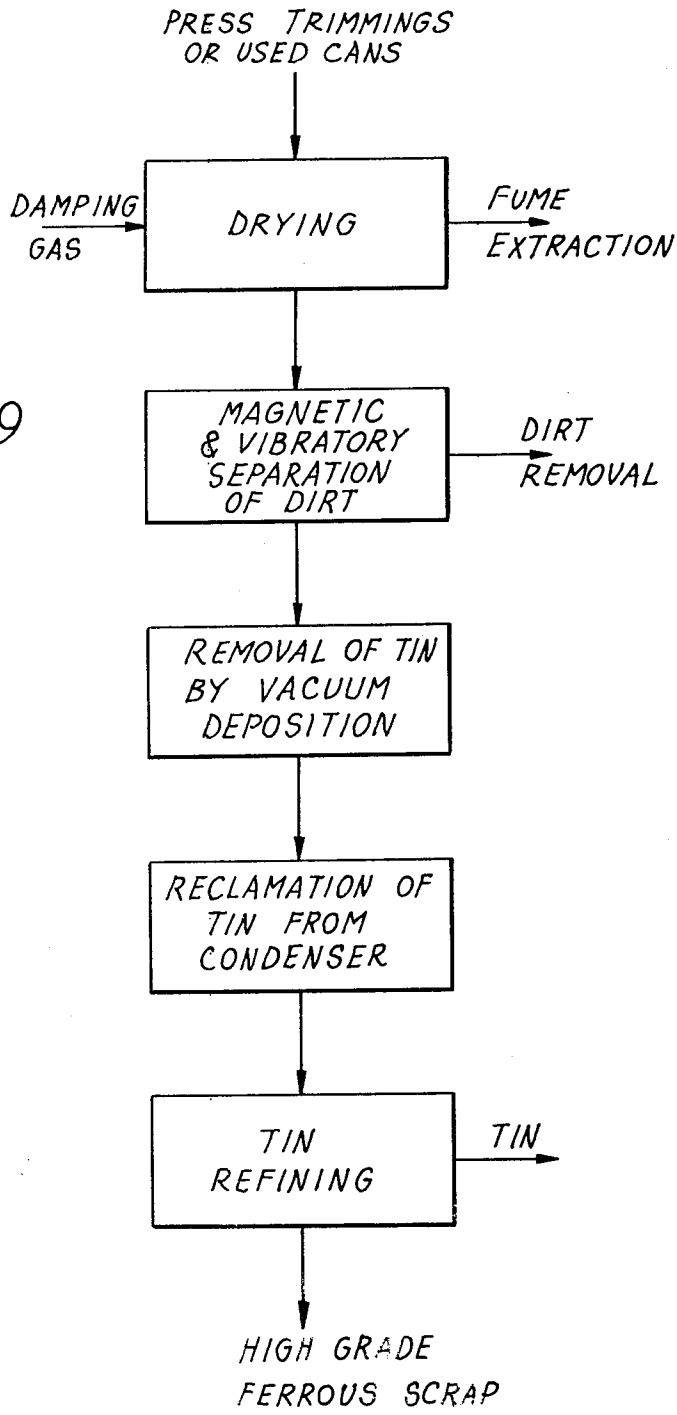 PRESS TRIMMINGS
OR USED CANS
DAMPING
GAS
DRYING
FUME
EXTRACTION
9
MAGNETIC
& VIBRATORY
SEPARATION
OF DIRT
DIRT
REMOVAL
REMOVAL OF TIN
BY VACUUM
DEPOSITION
RECLAMATION OF
TIN FROM
CONDENSER
TIN
REFINING
TIN
HIGH GRADE
FERROUS SCRAP